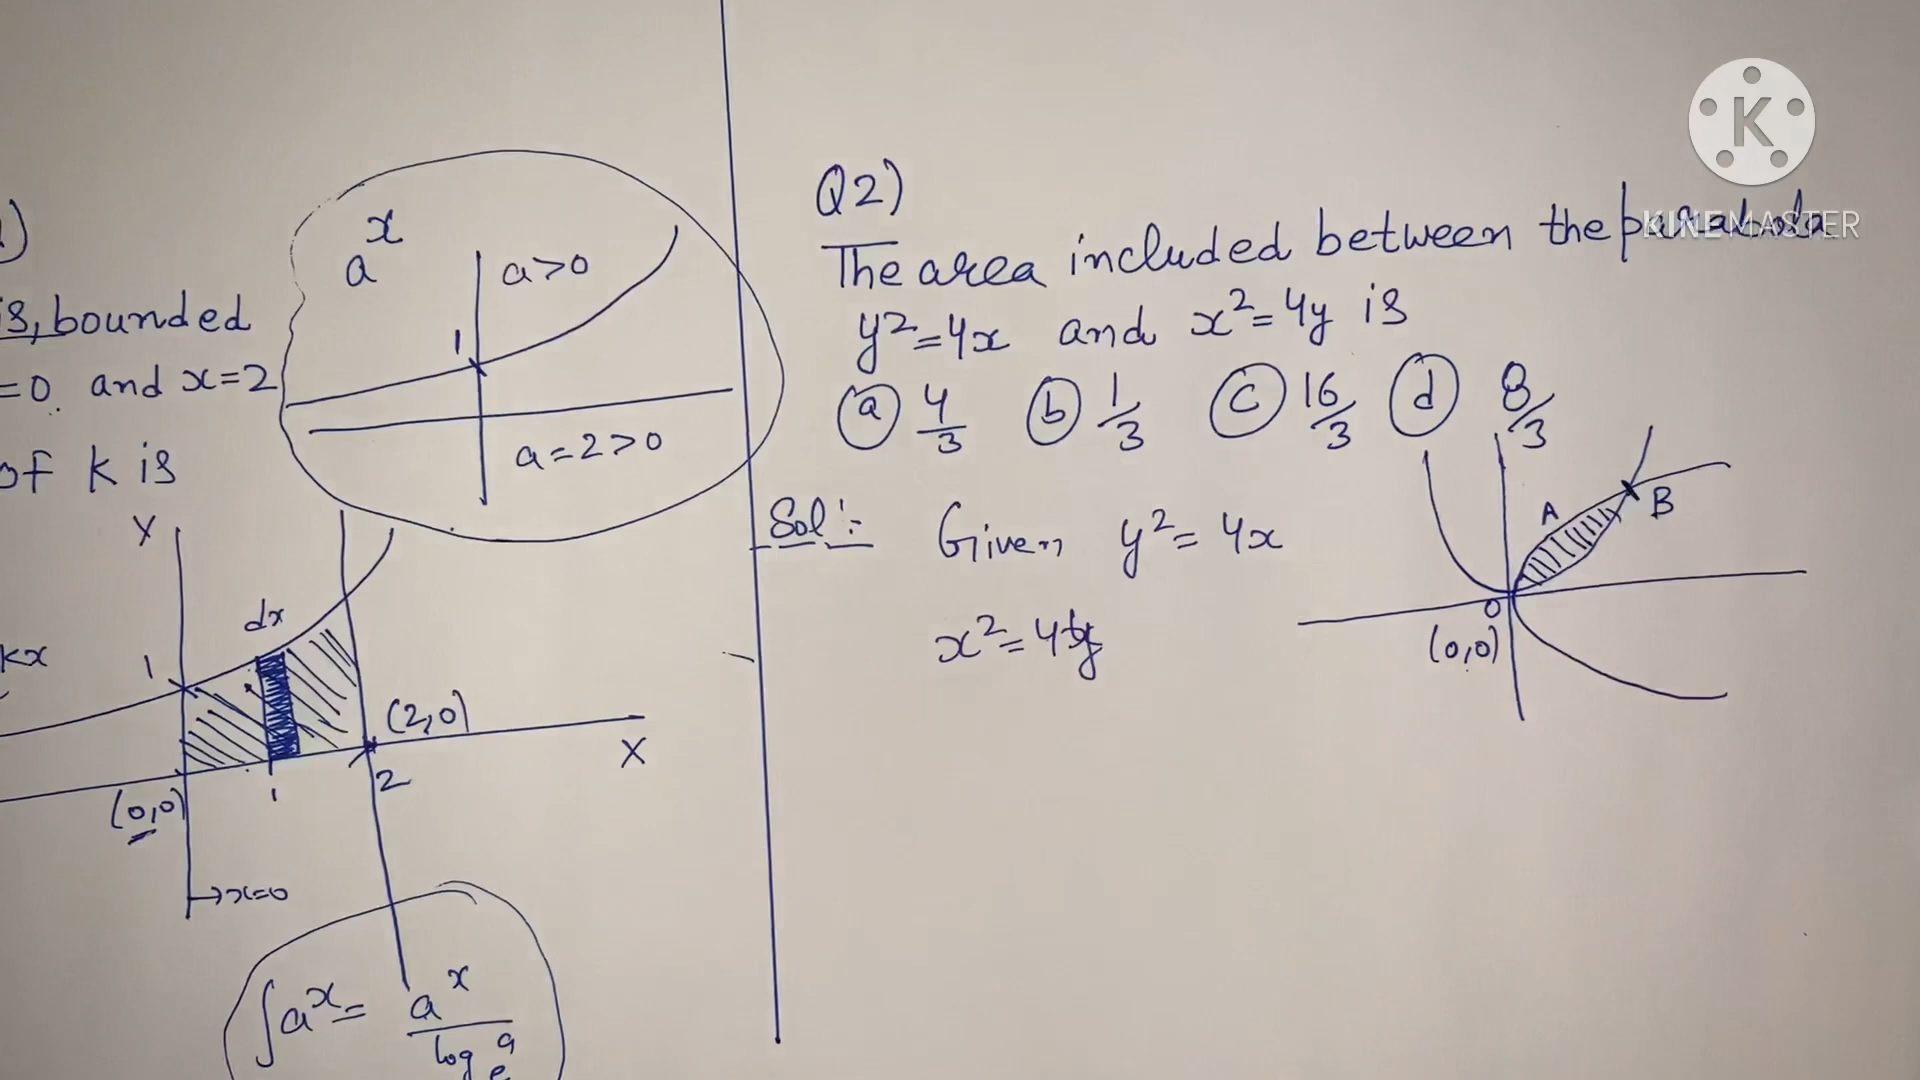 is, bounded
=0 and x=2
of k is
kx
a^x
a>0
1
a=2>0
Y
dx
1
(2,0)
X
(0,0)
1
2
→x=0
∫a^x = a^x / log_e a
Q2)
The area included between the parabola
y²=4x and x²=4y is
(a) 4/3 (b) 1/3 (c) 16/3 (d) 8/3
Sol':- Given y²=4x
x²=4y
A
B
0
(0,0)
K
KINEMASTER